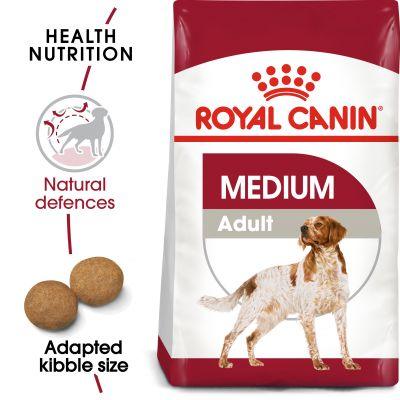 HEALTH
NUTRITION
Natural
defences
Adapted
kibble size
ROYAL CANIN
MEDIUM
Adult